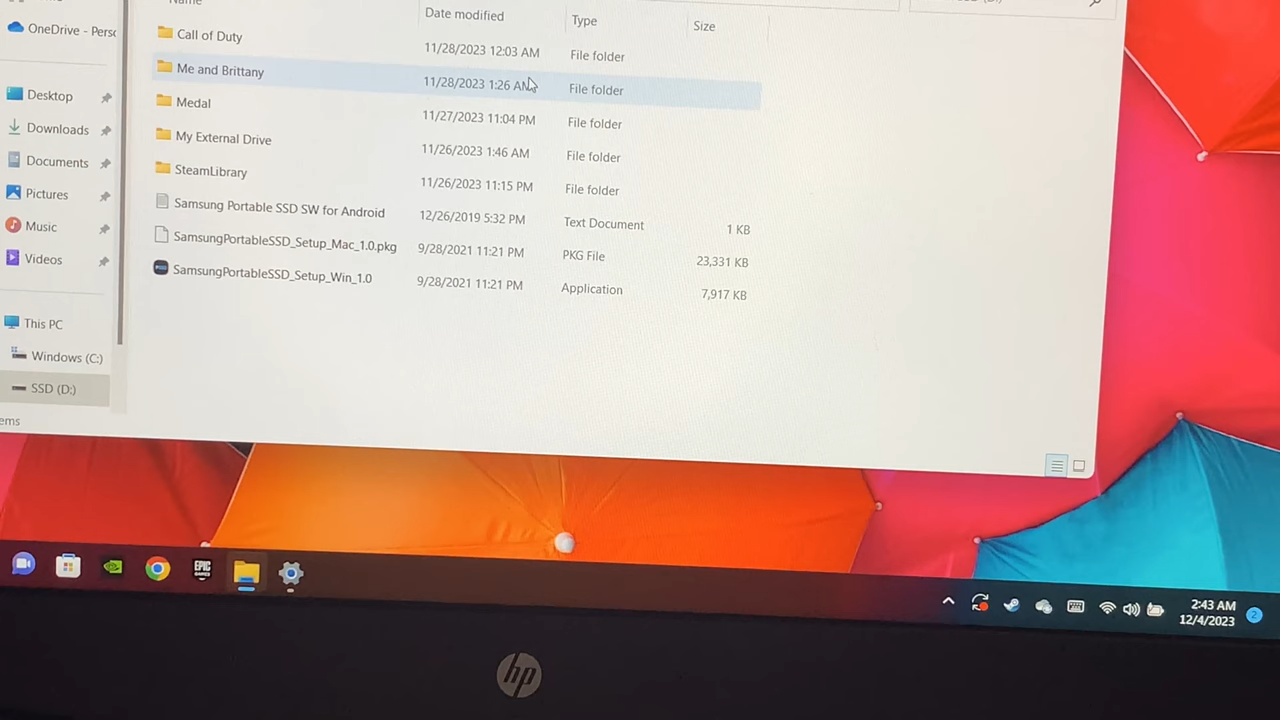 Name
Date modified
Type
Size
Call of Duty
11/28/2023 12:03 AM
File folder
Me and Brittany
11/28/2023 1:26 AM
File folder
Medal
11/27/2023 11:04 PM
File folder
My External Drive
11/26/2023 1:46 AM
File folder
SteamLibrary
11/26/2023 11:15 PM
File folder
Samsung Portable SSD SW for Android
12/26/2019 5:32 PM
Text Document
1 KB
SamsungPortableSSD_Setup_Mac_1.0.pkg
9/28/2021 11:21 PM
PKG File
23,331 KB
SamsungPortableSSD_Setup_Win_1.0
9/28/2021 11:21 PM
Application
7,917 KB
OneDrive - Perso
Desktop
Downloads
Documents
Pictures
Music
Videos
This PC
Windows (C:)
SSD (D:)
ems
EPIC
GAMES
2:43 AM
12/4/2023
2
hp